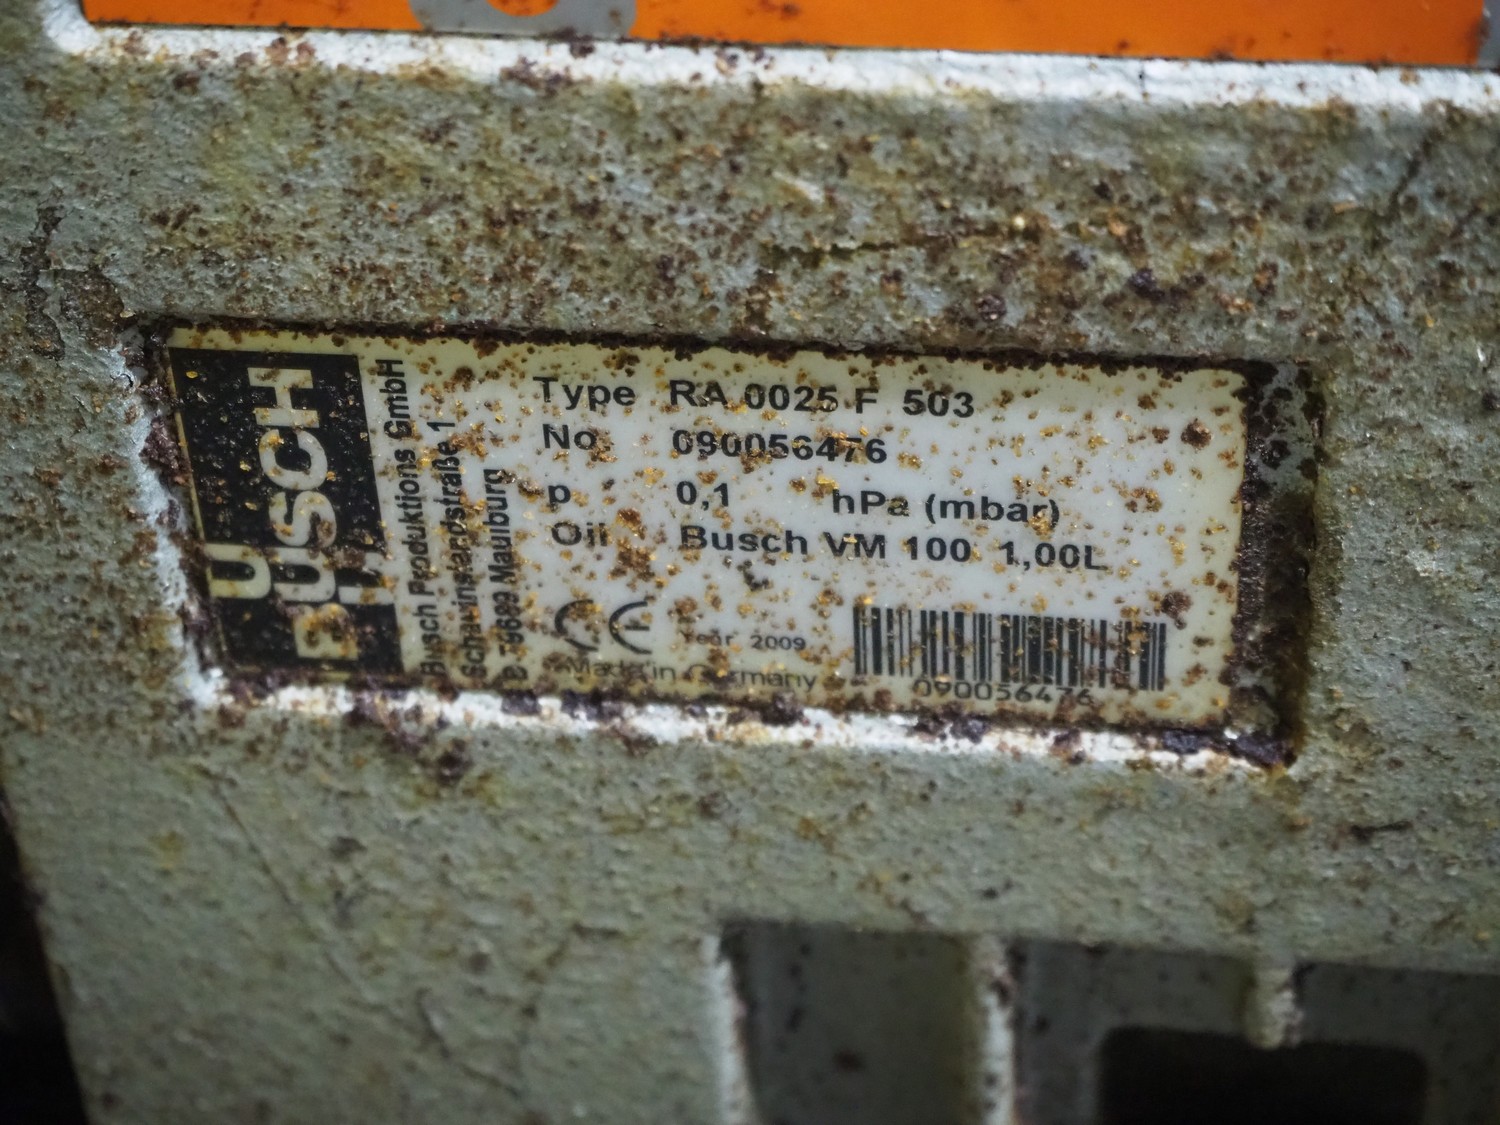 BUSCH
Busch Produktions GmbH
Schauinslandstraße 1
D 79689 Maulburg
Type RA 0025 F 503
No 090056476
p 0,1 hPa (mbar)
Oil Busch VM 100 1,00L
CE Year 2009
Made in Germany
090056476